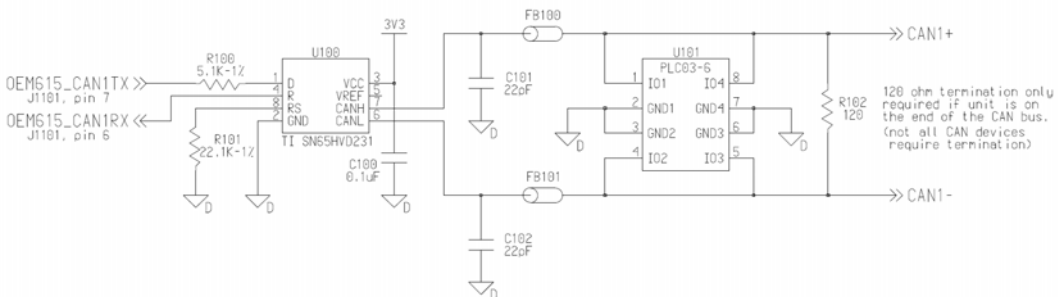 3V3
FB100
CAN1+
R100
5.1K-1%
U100
U101
PLC03-6
OEM615_CAN1TX
J1101, pin 7
OEM615_CAN1RX
J1101, pin 6
1 D
4 R
8 RS
2 GND
VCC 3
VREF 5
CANH 7
CANL 6
TI SN65HVD231
R101
22.1K-1%
C100
0.1uF
C101
22pF
1 IO1
2 GND1
3 GND2
4 IO2
IO4 8
GND4 7
GND3 6
IO3 5
R102
120
120 ohm termination only
required if unit is on
the end of the CAN bus.
(not all CAN devices
require termination)
FB101
CAN1-
C102
22pF
D
D
D
D
D
D
D